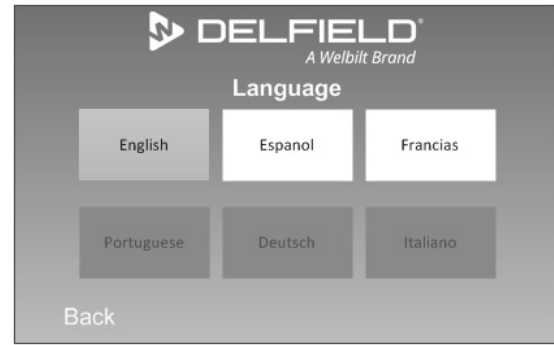 DELFIELD®
A Welbilt Brand
Language
English Espanol Francias
Portuguese Deutsch Italiano
Back